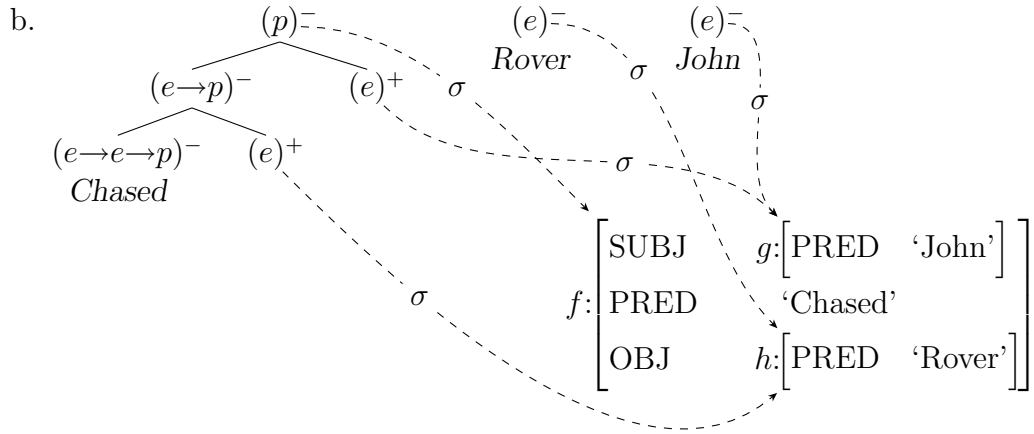 b. (p)⁻ (e)⁻ (e)⁻
Rover John
(e→p)⁻ (e)⁺ σ σ σ
(e→e→p)⁻ (e)⁺ σ
Chased
SUBJ g:[PRED ‘John’]
σ f: PRED ‘Chased’
OBJ h:[PRED ‘Rover’]